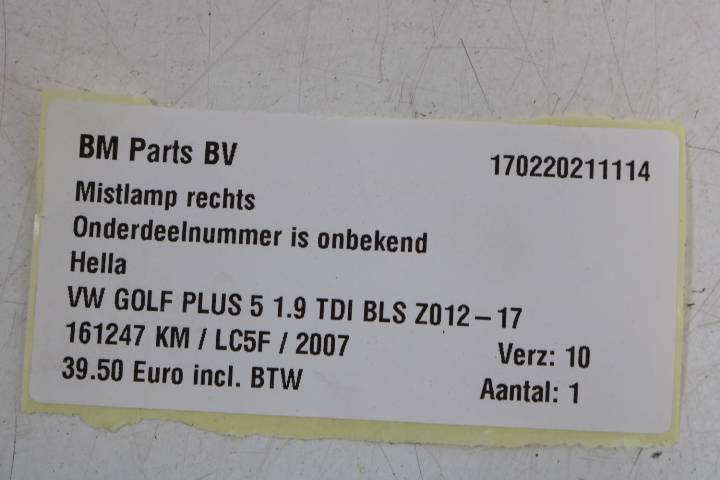 BM Parts BV
170220211114
Mistlamp rechts
Onderdeelnummer is onbekend
Hella
VW GOLF PLUS 5 1.9 TDI BLS Z012-17
161247 KM / LC5F / 2007
Verz: 10
39.50 Euro incl. BTW
Aantal: 1